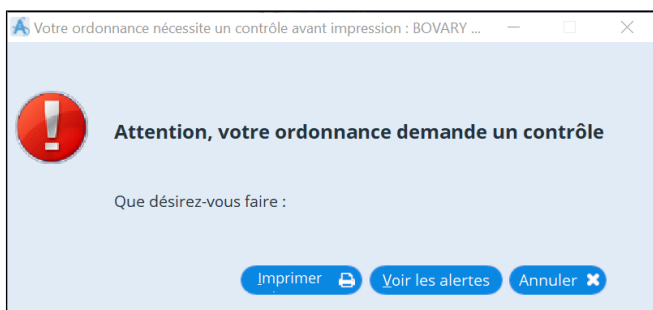 Votre ordonnance nécessite un contrôle avant impression : BOVARY ...
Attention, votre ordonnance demande un contrôle
Que désirez-vous faire :
Imprimer
Voir les alertes
Annuler